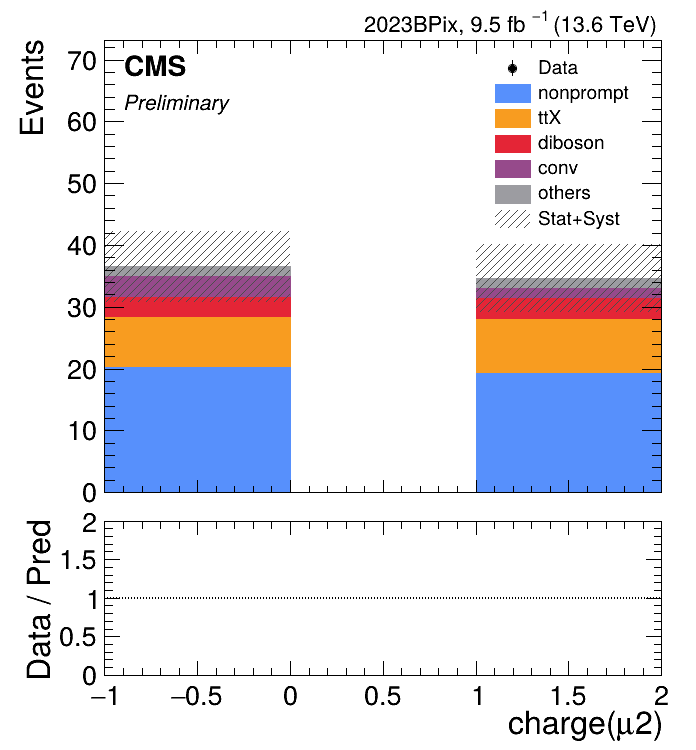 2023BPix, 9.5 fb⁻¹ (13.6 TeV)
CMS
Preliminary
Events
70
60
50
40
30
20
10
0
Data
nonprompt
ttX
diboson
conv
others
Stat+Syst
Data / Pred
2
1.5
1
0.5
0
−1 −0.5 0 0.5 1 1.5 2
charge(μ2)